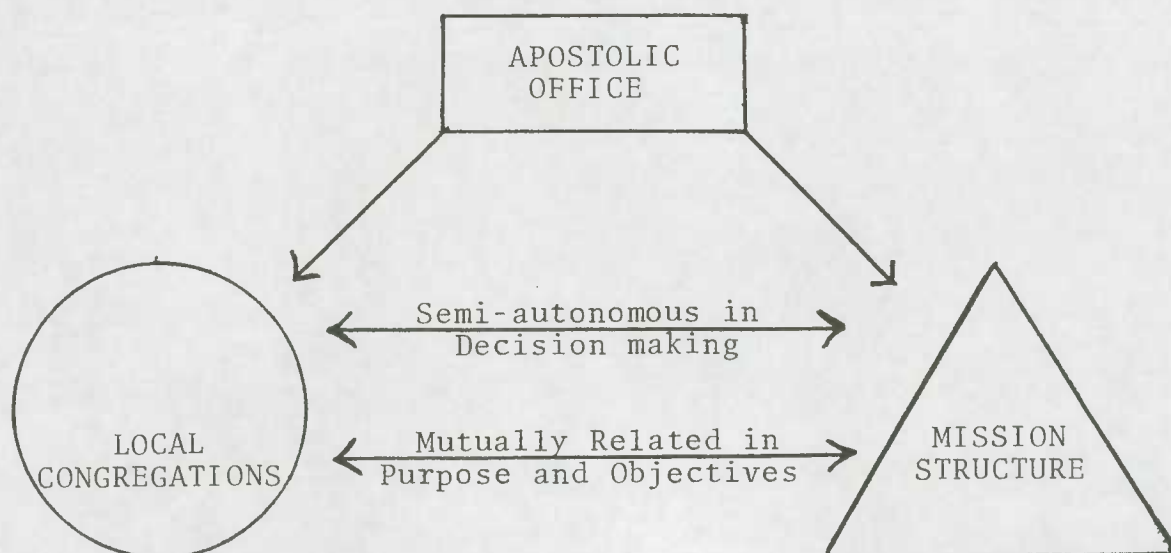 APOSTOLIC
OFFICE
Semi-autonomous in
Decision making
LOCAL
CONGREGATIONS
Mutually Related in
Purpose and Objectives
MISSION
STRUCTURE